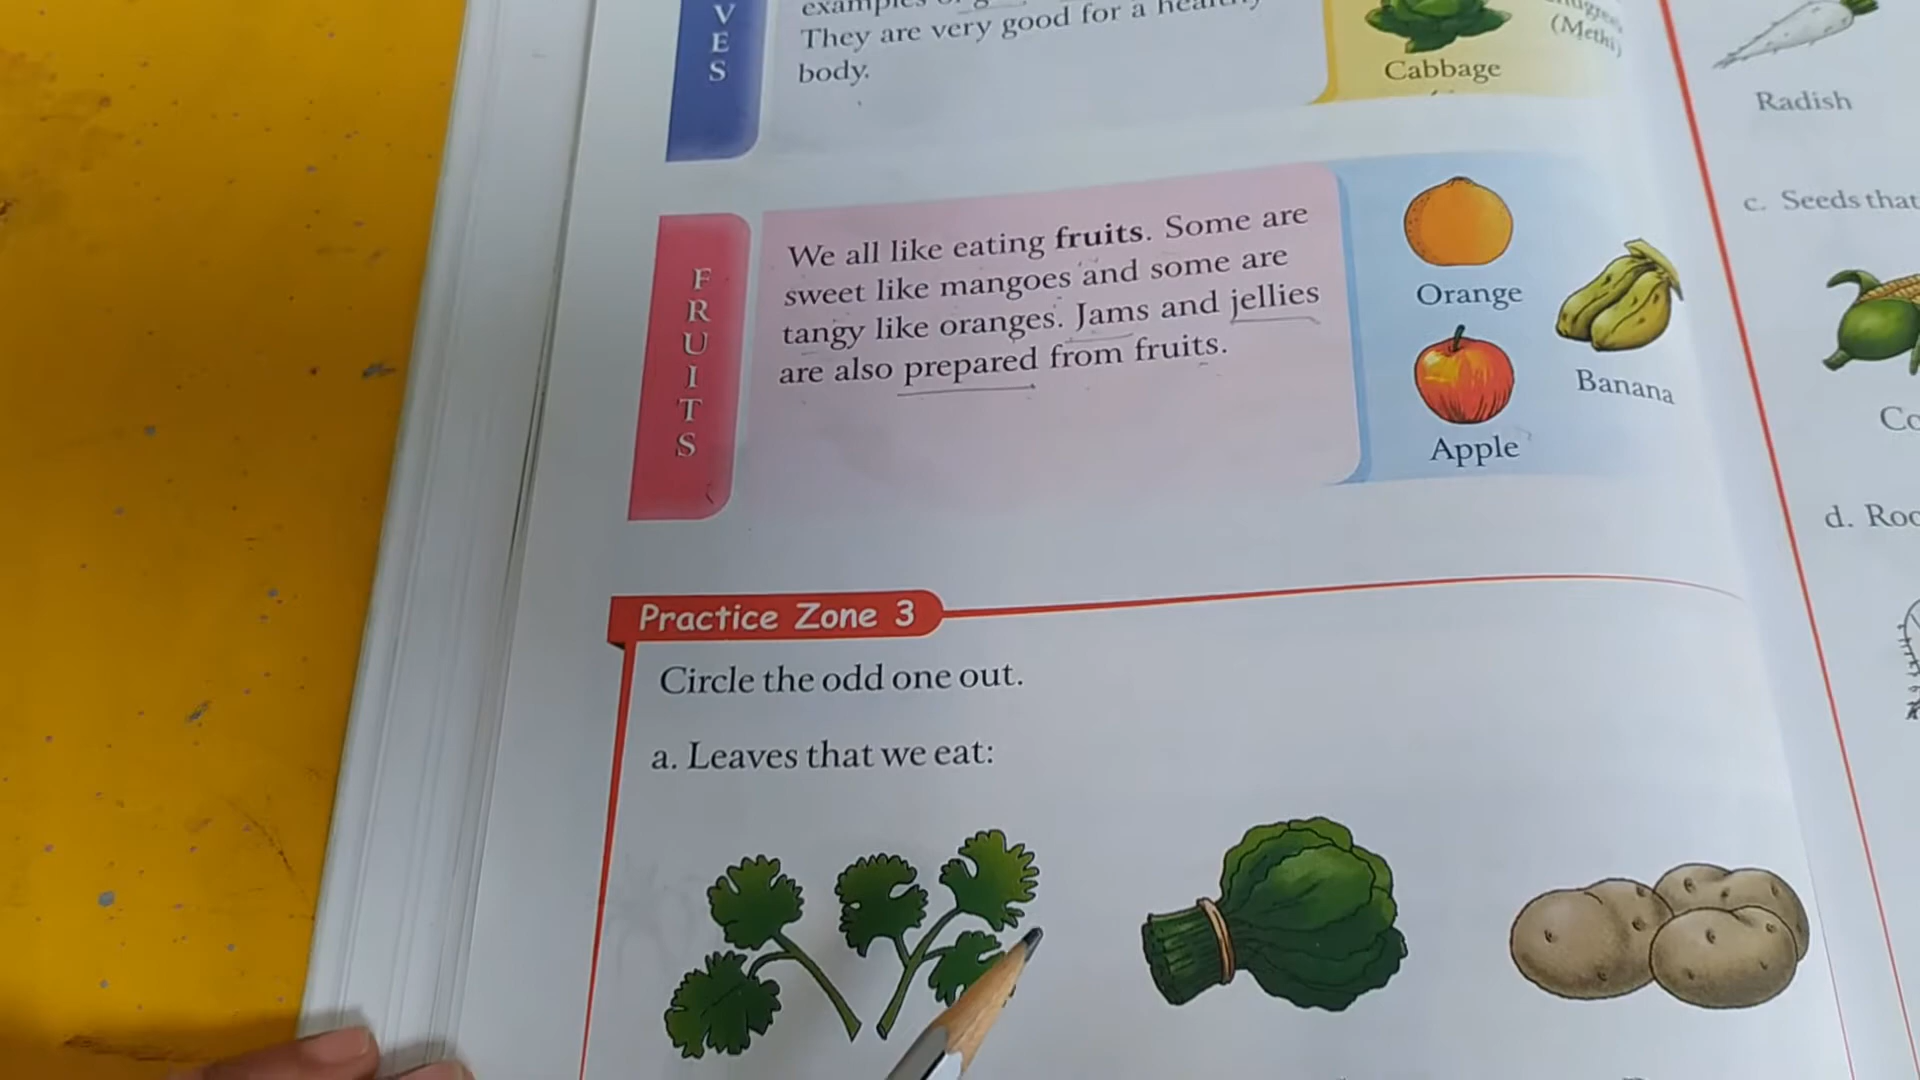 V
E
S
examples
They are very good for a
body.
Cabbage
(Methi)
Radish
F
R
U
I
T
S
We all like eating fruits. Some are
sweet like mangoes and some are
tangy like oranges. Jams and jellies
are also prepared from fruits.
Orange
Banana
Apple
c. Seeds that
d.
Practice Zone 3
Circle the odd one out.
a. Leaves that we eat: